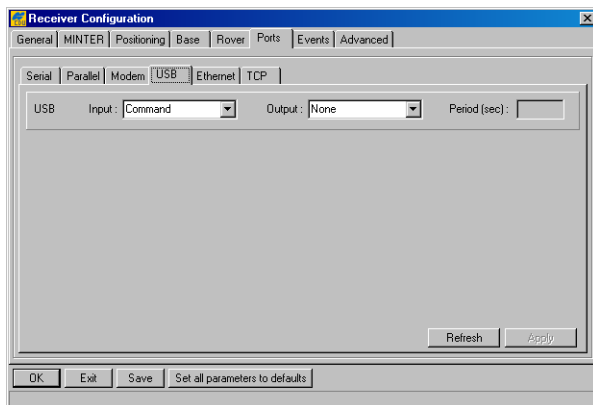 Receiver Configuration
General MINTER Positioning Base Rover Ports Events Advanced
Serial Parallel Modem USB Ethernet TCP
USB Input : Command Output : None Period (sec) :
Refresh Apply
OK Exit Save Set all parameters to defaults